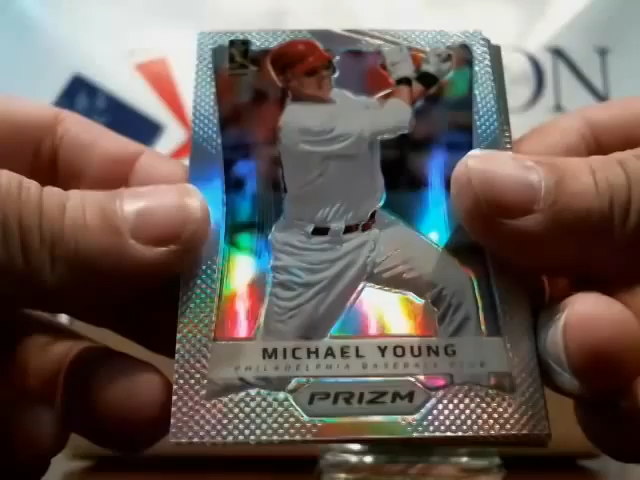 ON
MICHAEL YOUNG
PHILADELPHIA BASEBALL CLUB
PRIZM